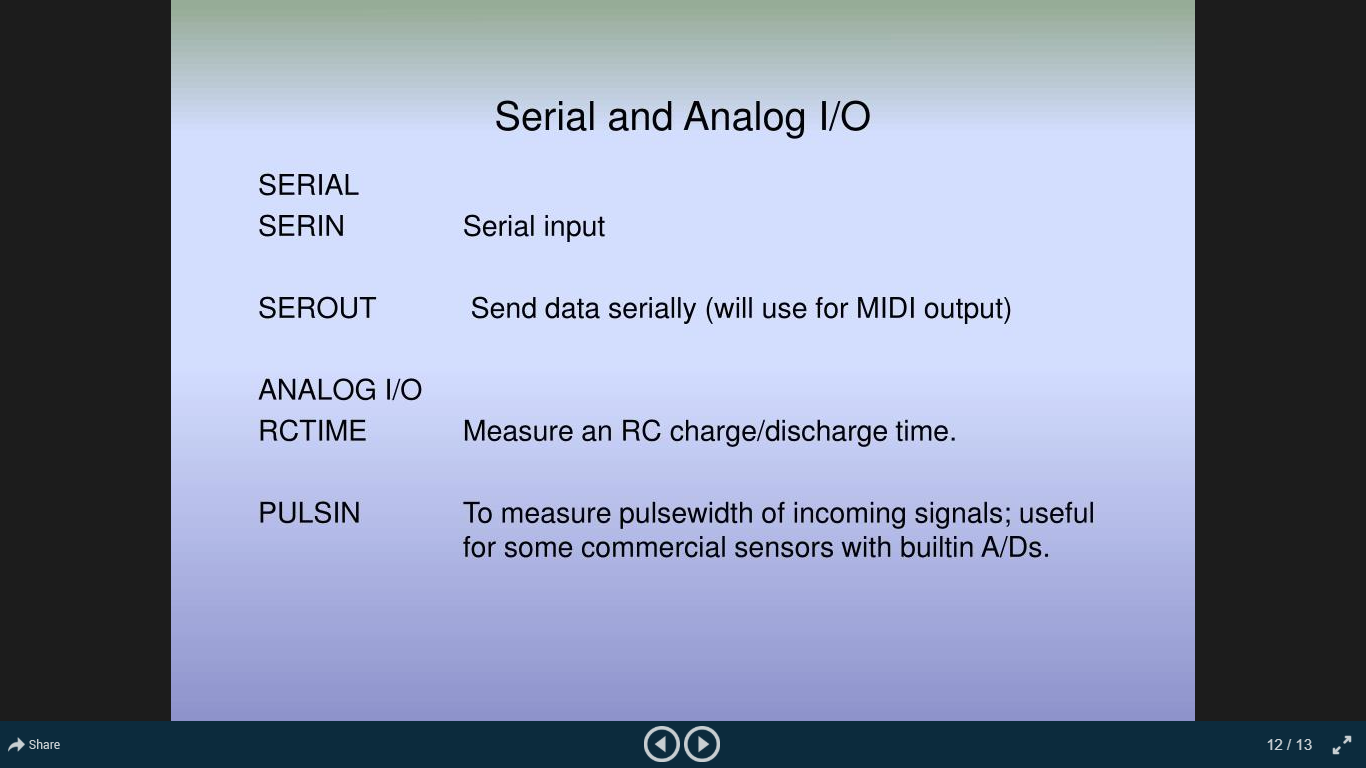 Serial and Analog I/O
SERIAL
SERIN Serial input
SEROUT Send data serially (will use for MIDI output)
ANALOG I/O
RCTIME Measure an RC charge/discharge time.
PULSIN To measure pulsewidth of incoming signals; useful
for some commercial sensors with builtin A/Ds.
Share
12 / 13